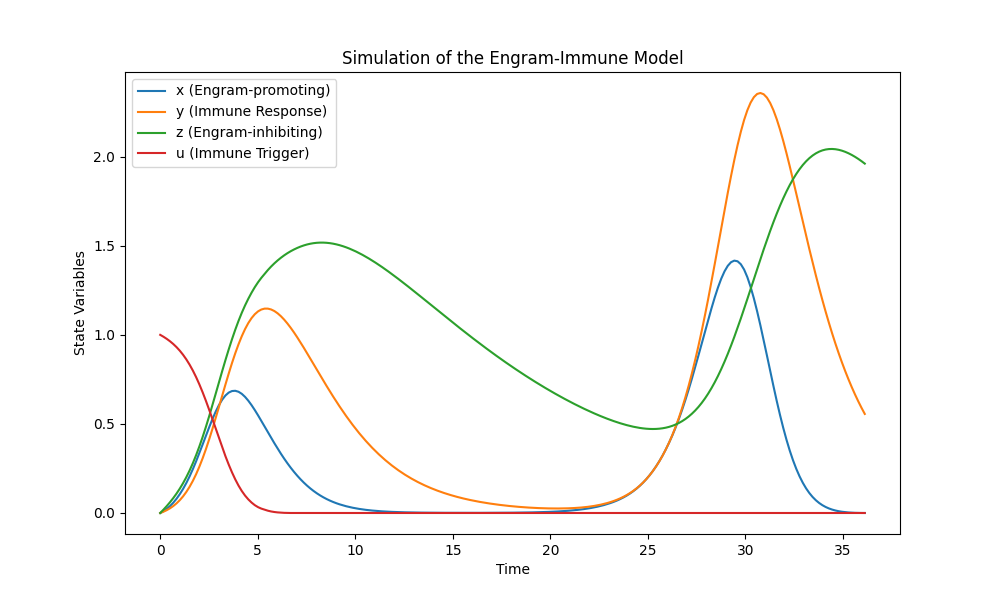 Simulation of the Engram-Immune Model
x (Engram-promoting)
y (Immune Response)
z (Engram-inhibiting)
u (Immune Trigger)
State Variables
2.0
1.5
1.0
0.5
0.0
0 5 10 15 20 25 30 35
Time